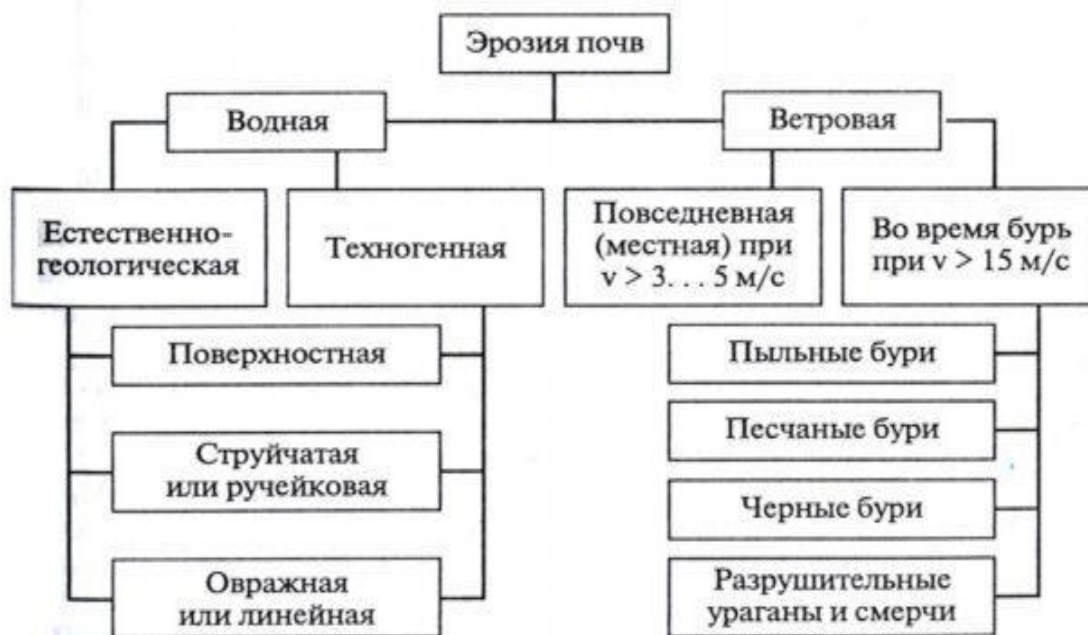 Эрозия почв
Водная
Ветровая
Естественно-
геологическая
Техногенная
Повседневная
(местная) при
v > 3. . . 5 м/с
Во время бурь
при v > 15 м/с
Поверхностная
Струйчатая
или ручейковая
Овражная
или линейная
Пыльные бури
Песчаные бури
Черные бури
Разрушительные
ураганы и смерчи